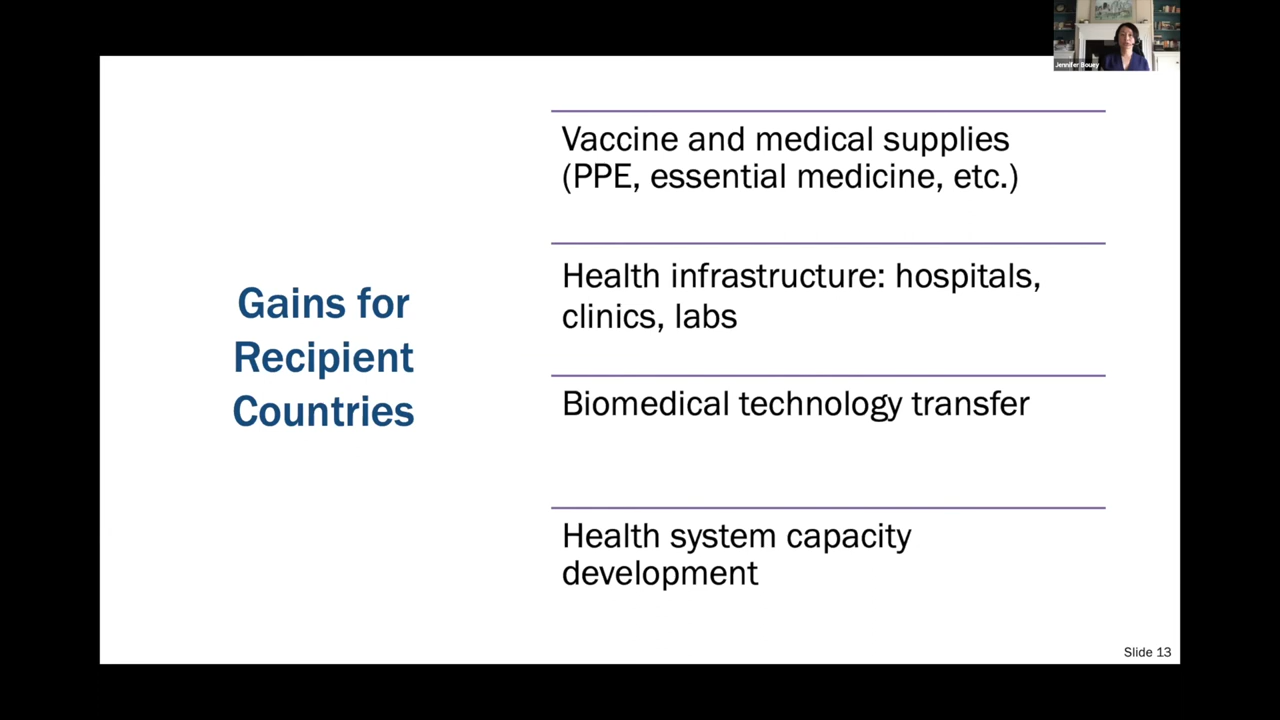 Jennifer Bouey
Gains for
Recipient
Countries
Vaccine and medical supplies
(PPE, essential medicine, etc.)
Health infrastructure: hospitals,
clinics, labs
Biomedical technology transfer
Health system capacity
development
Slide 13